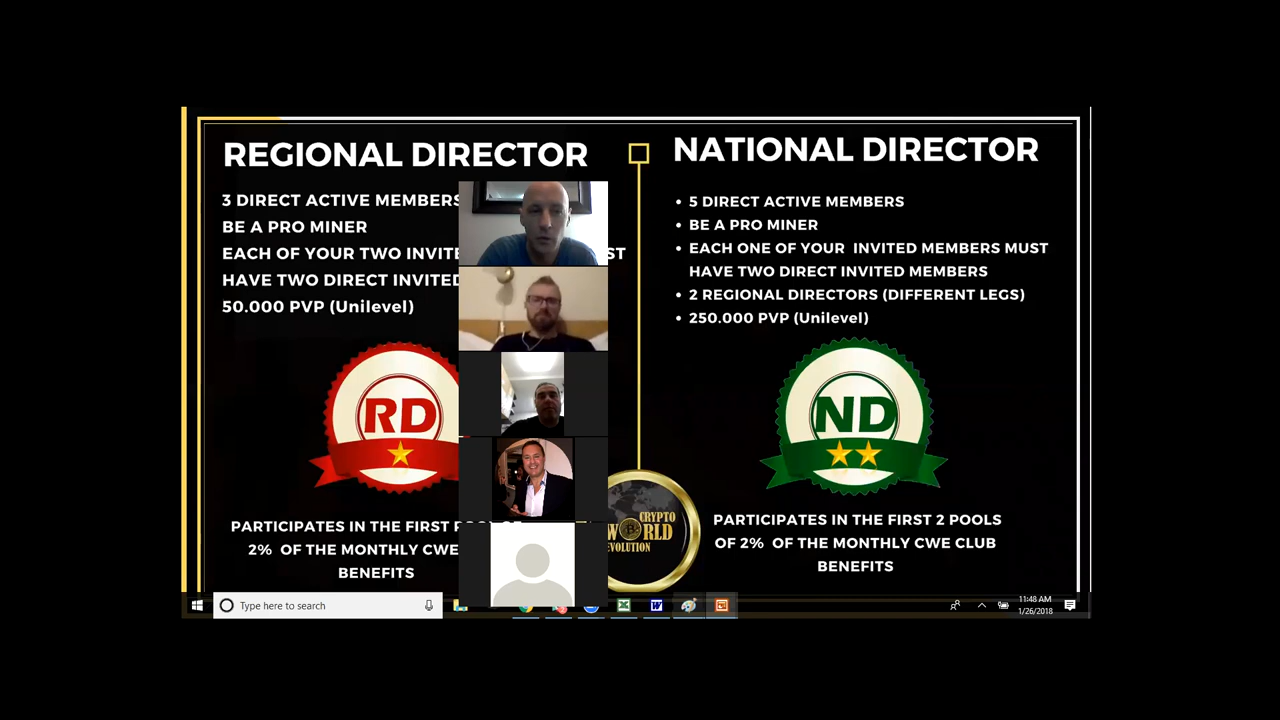 REGIONAL DIRECTOR
3 DIRECT ACTIVE MEMBERS
BE A PRO MINER
EACH OF YOUR TWO INVITE ST
HAVE TWO DIRECT INVITED
50.000 PVP (Unilevel)
RD
PARTICIPATES IN THE FIRST
2% OF THE MONTHLY CWE
BENEFITS
NATIONAL DIRECTOR
• 5 DIRECT ACTIVE MEMBERS
• BE A PRO MINER
• EACH ONE OF YOUR INVITED MEMBERS MUST
HAVE TWO DIRECT INVITED MEMBERS
• 2 REGIONAL DIRECTORS (DIFFERENT LEGS)
• 250.000 PVP (Unilevel)
ND
PARTICIPATES IN THE FIRST 2 POOLS
OF 2% OF THE MONTHLY CWE CLUB
BENEFITS
CRYPTO
WORLD
EVOLUTION
Type here to search
11:48 AM
1/26/2018